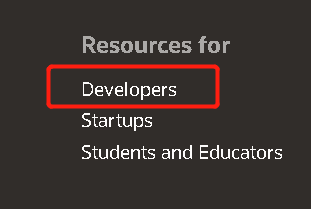 Resources for
Developers
Startups
Students and Educators